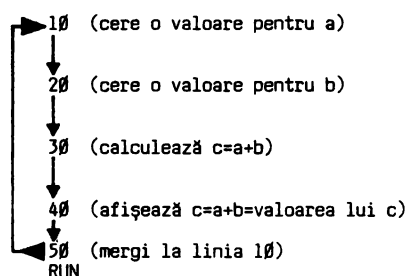 10 (cere o valoare pentru a)
20 (cere o valoare pentru b)
30 (calculează c=a+b)
40 (afişează c=a+b=valoarea lui c)
50 (mergi la linia 10)
RUN